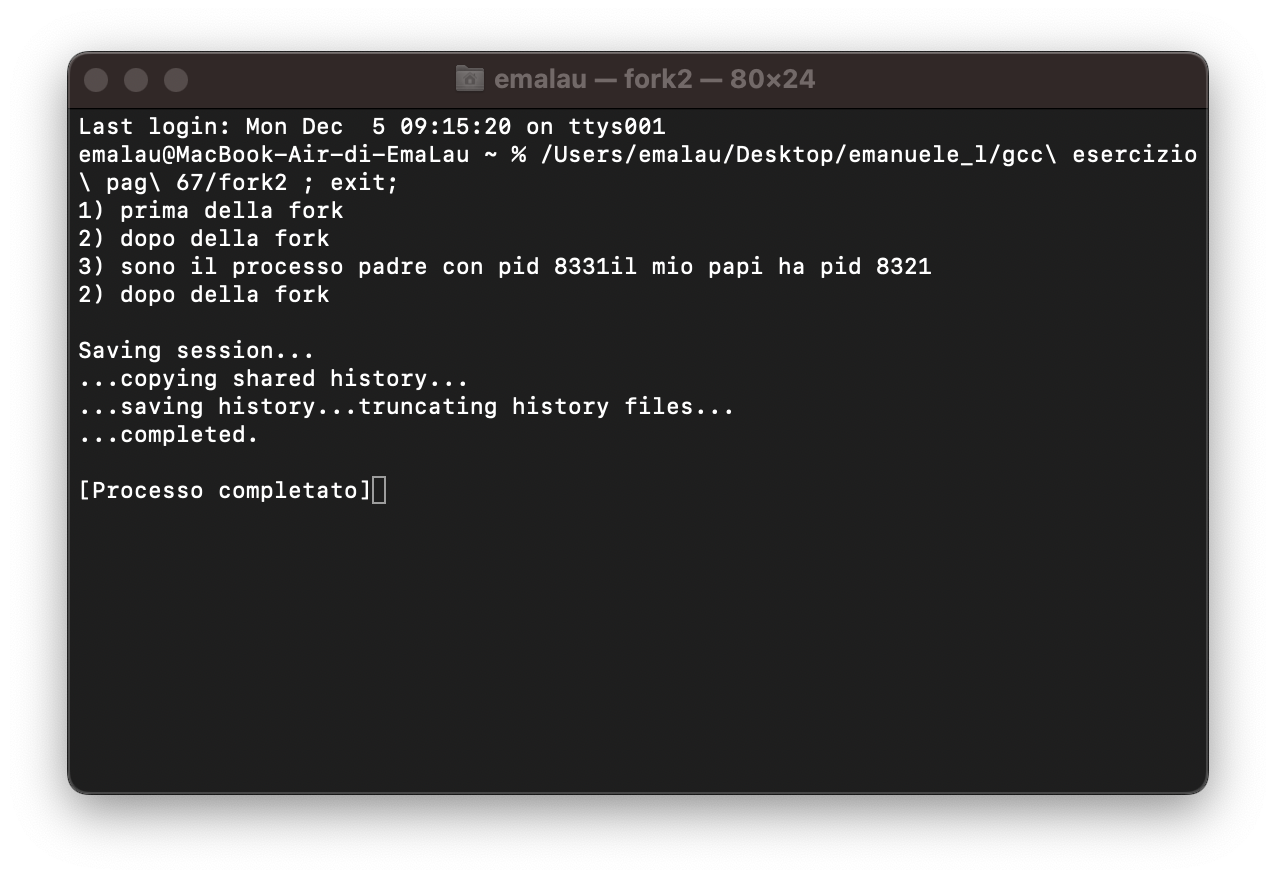 emalau — fork2 — 80×24
Last login: Mon Dec  5 09:15:20 on ttys001
emalau@MacBook-Air-di-EmaLau ~ % /Users/emalau/Desktop/emanuele_l/gcc\ esercizio
\ pag\ 67/fork2 ; exit;
1) prima della fork
2) dopo della fork
3) sono il processo padre con pid 8331il mio papi ha pid 8321
2) dopo della fork
Saving session...
...copying shared history...
...saving history...truncating history files...
...completed.
[Processo completato]